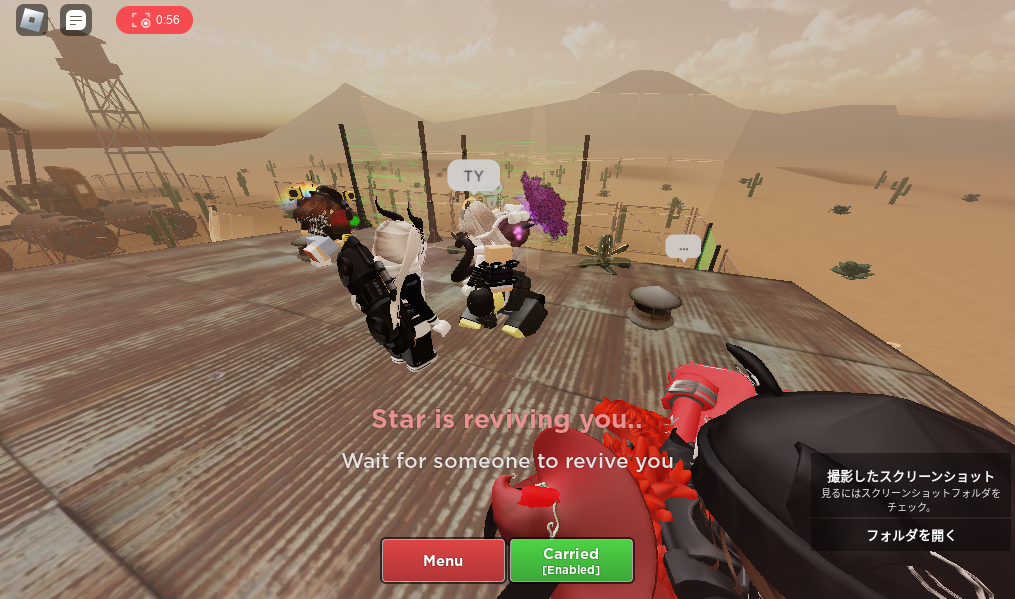 0:56
TY
...
Star is reviving you..
Wait for someone to revive you
撮影したスクリーンショット
見るにはスクリーンショットフォルダを
チェック。
フォルダを開く
Menu
Carried
[Enabled]